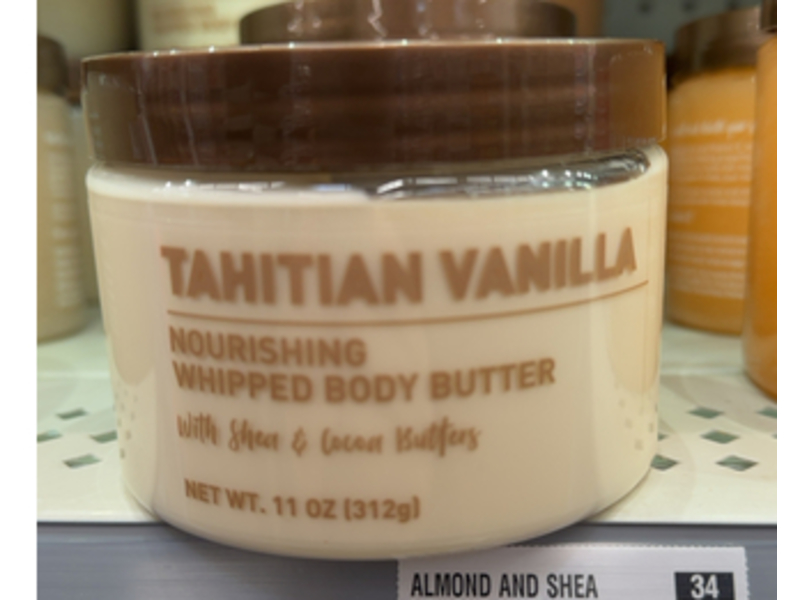 TAHITIAN VANILLA
NOURISHING
WHIPPED BODY BUTTER
With Shea & Cocoa Butters
NET WT. 11 OZ (312g)
ALMOND AND SHEA 34